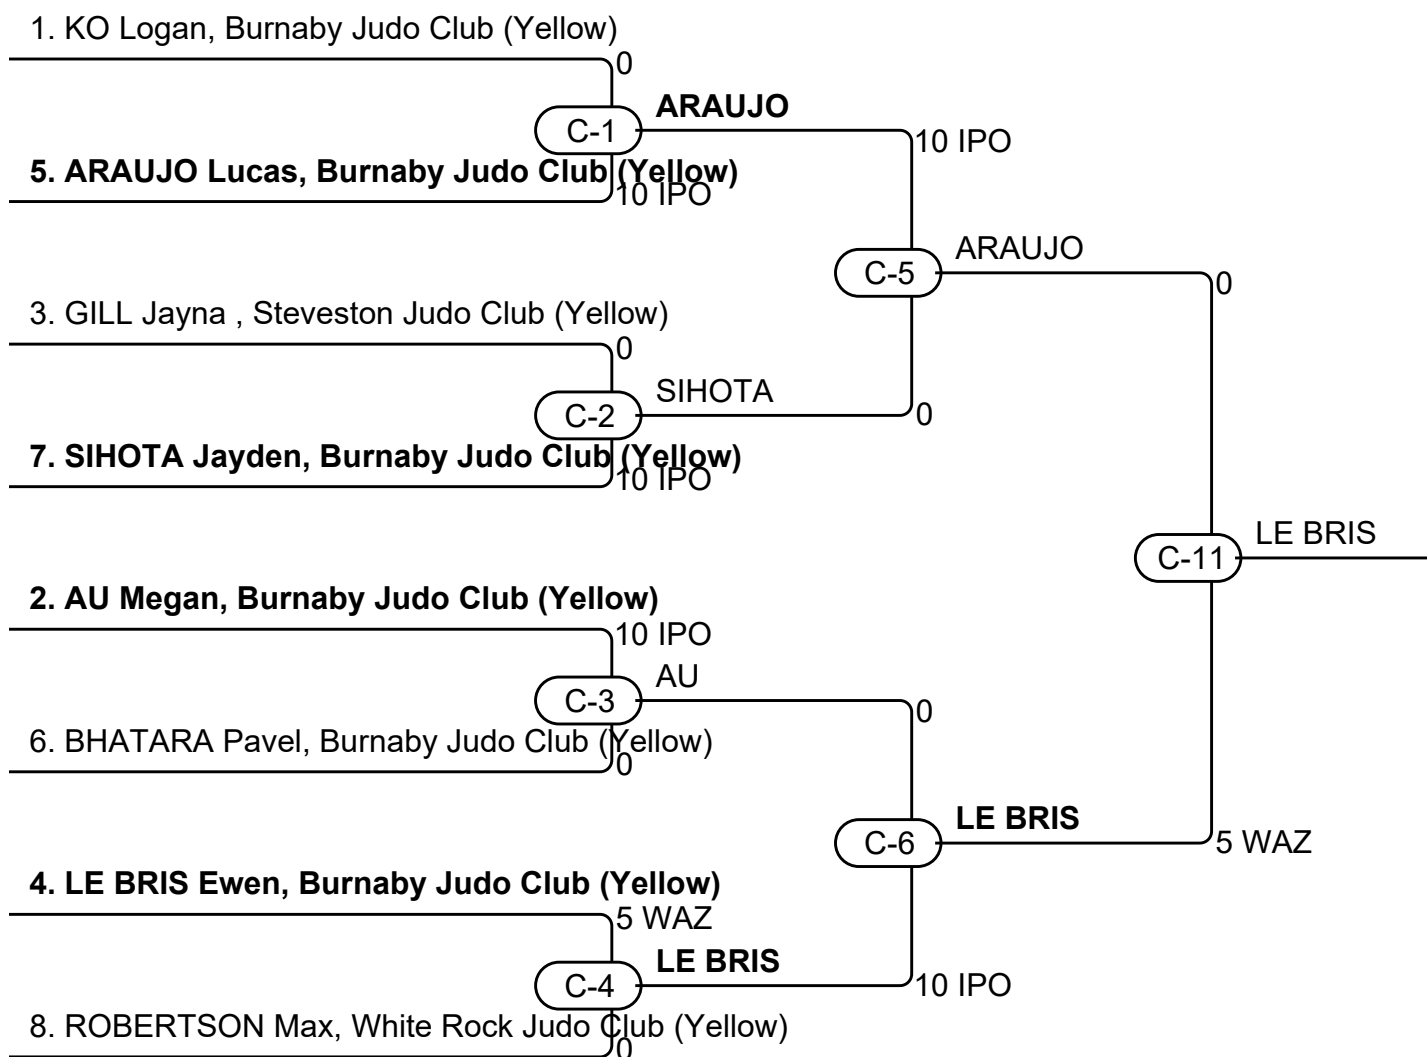 1. KO Logan, Burnaby Judo Club (Yellow)
0
C-1
ARAUJO
10 IPO
5. ARAUJO Lucas, Burnaby Judo Club (Yellow)
10 IPO
C-5
ARAUJO
0
3. GILL Jayna , Steveston Judo Club (Yellow)
0
C-2
SIHOTA
0
7. SIHOTA Jayden, Burnaby Judo Club (Yellow)
10 IPO
C-11
LE BRIS
2. AU Megan, Burnaby Judo Club (Yellow)
10 IPO
C-3
AU
0
6. BHATARA Pavel, Burnaby Judo Club (Yellow)
0
C-6
LE BRIS
5 WAZ
4. LE BRIS Ewen, Burnaby Judo Club (Yellow)
5 WAZ
C-4
LE BRIS
10 IPO
8. ROBERTSON Max, White Rock Judo Club (Yellow)
0